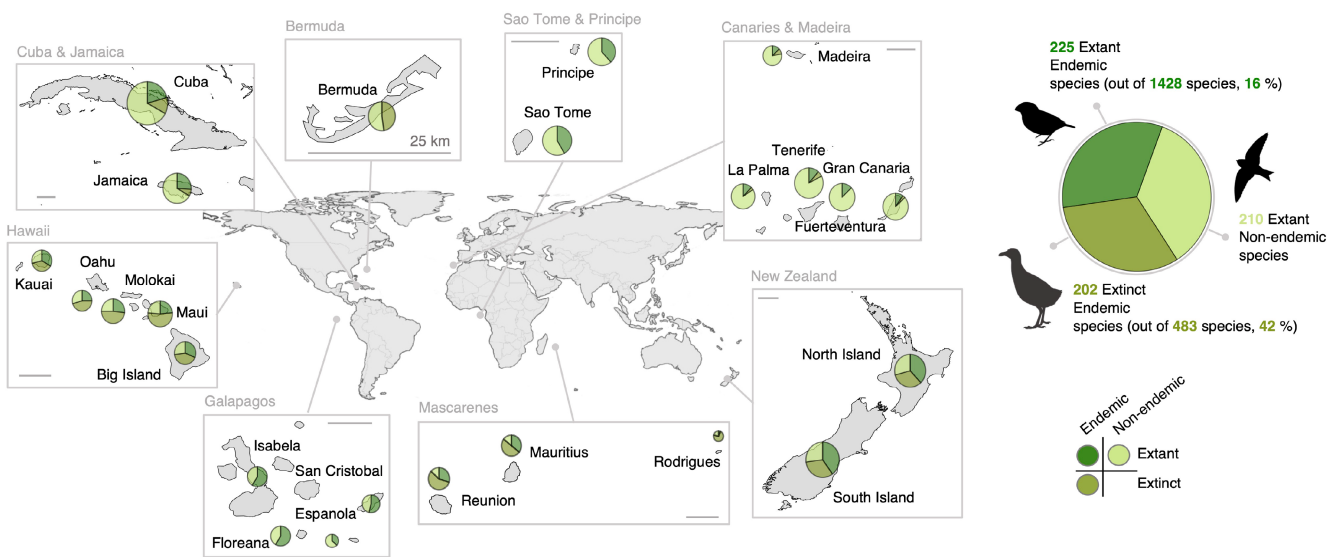 Cuba & Jamaica
Cuba
Jamaica
Bermuda
Bermuda
25 km
Sao Tome & Principe
Principe
Sao Tome
Canaries & Madeira
Madeira
Tenerife
La Palma
Gran Canaria
Fuerteventura
225 Extant
Endemic
species (out of 1428 species, 16 %)
210 Extant
Non-endemic
species
202 Extinct
Endemic
species (out of 483 species, 42 %)
Hawaii
Kauai
Oahu
Molokai
Maui
Big Island
Galapagos
Isabela
San Cristobal
Espanola
Floreana
Mascarenes
Mauritius
Reunion
Rodrigues
New Zealand
North Island
South Island
Endemic
Non-endemic
Extant
Extinct